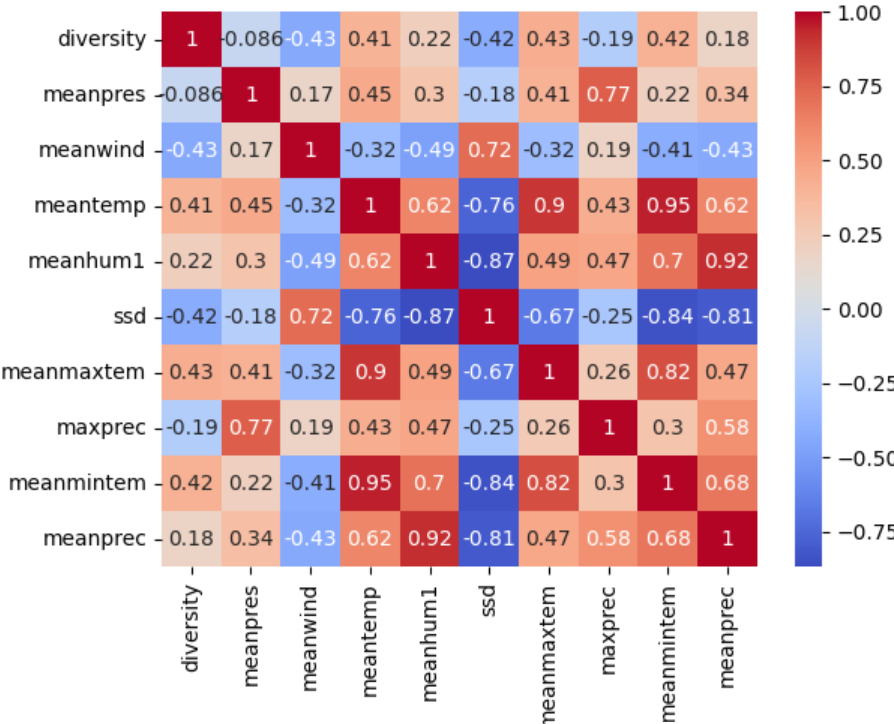 diversity 1 -0.086 -0.43 0.41 0.22 -0.42 0.43 -0.19 0.42 0.18
meanpres -0.086 1 0.17 0.45 0.3 -0.18 0.41 0.77 0.22 0.34
meanwind -0.43 0.17 1 -0.32 -0.49 0.72 -0.32 0.19 -0.41 -0.43
meantemp 0.41 0.45 -0.32 1 0.62 -0.76 0.9 0.43 0.95 0.62
meanhum1 0.22 0.3 -0.49 0.62 1 -0.87 0.49 0.47 0.7 0.92
ssd -0.42 -0.18 0.72 -0.76 -0.87 1 -0.67 -0.25 -0.84 -0.81
meanmaxtem 0.43 0.41 -0.32 0.9 0.49 -0.67 1 0.26 0.82 0.47
maxprec -0.19 0.77 0.19 0.43 0.47 -0.25 0.26 1 0.3 0.58
meanmintem 0.42 0.22 -0.41 0.95 0.7 -0.84 0.82 0.3 1 0.68
meanprec 0.18 0.34 -0.43 0.62 0.92 -0.81 0.47 0.58 0.68 1
diversity
meanpres
meanwind
meantemp
meanhum1
ssd
meanmaxtem
maxprec
meanmintem
meanprec
1.00
0.75
0.50
0.25
0.00
−0.25
−0.50
−0.75